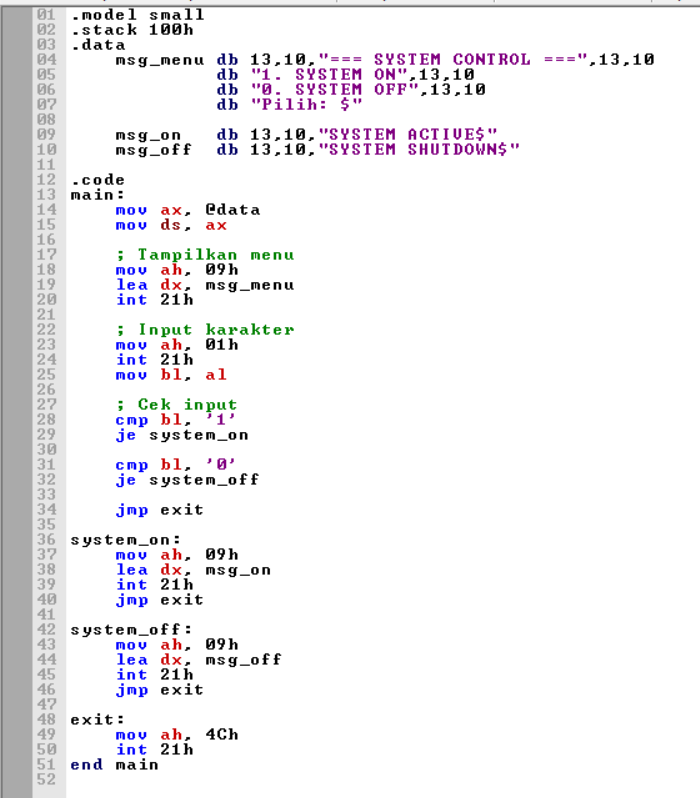 01 .model small
02 .stack 100h
03 .data
04     msg_menu db 13,10,"=== SYSTEM CONTROL ===",13,10
05              db "1. SYSTEM ON",13,10
06              db "0. SYSTEM OFF",13,10
07              db "Pilih: $"
08
09     msg_on   db 13,10,"SYSTEM ACTIVE$"
10     msg_off  db 13,10,"SYSTEM SHUTDOWN$"
11
12 .code
13 main:
14     mov ax, @data
15     mov ds, ax
16
17     ; Tampilkan menu
18     mov ah, 09h
19     lea dx, msg_menu
20     int 21h
21
22     ; Input karakter
23     mov ah, 01h
24     int 21h
25     mov bl, al
26
27     ; Cek input
28     cmp bl, '1'
29     je system_on
30
31     cmp bl, '0'
32     je system_off
33
34     jmp exit
35
36 system_on:
37     mov ah, 09h
38     lea dx, msg_on
39     int 21h
40     jmp exit
41
42 system_off:
43     mov ah, 09h
44     lea dx, msg_off
45     int 21h
46     jmp exit
47
48 exit:
49     mov ah, 4Ch
50     int 21h
51 end main
52